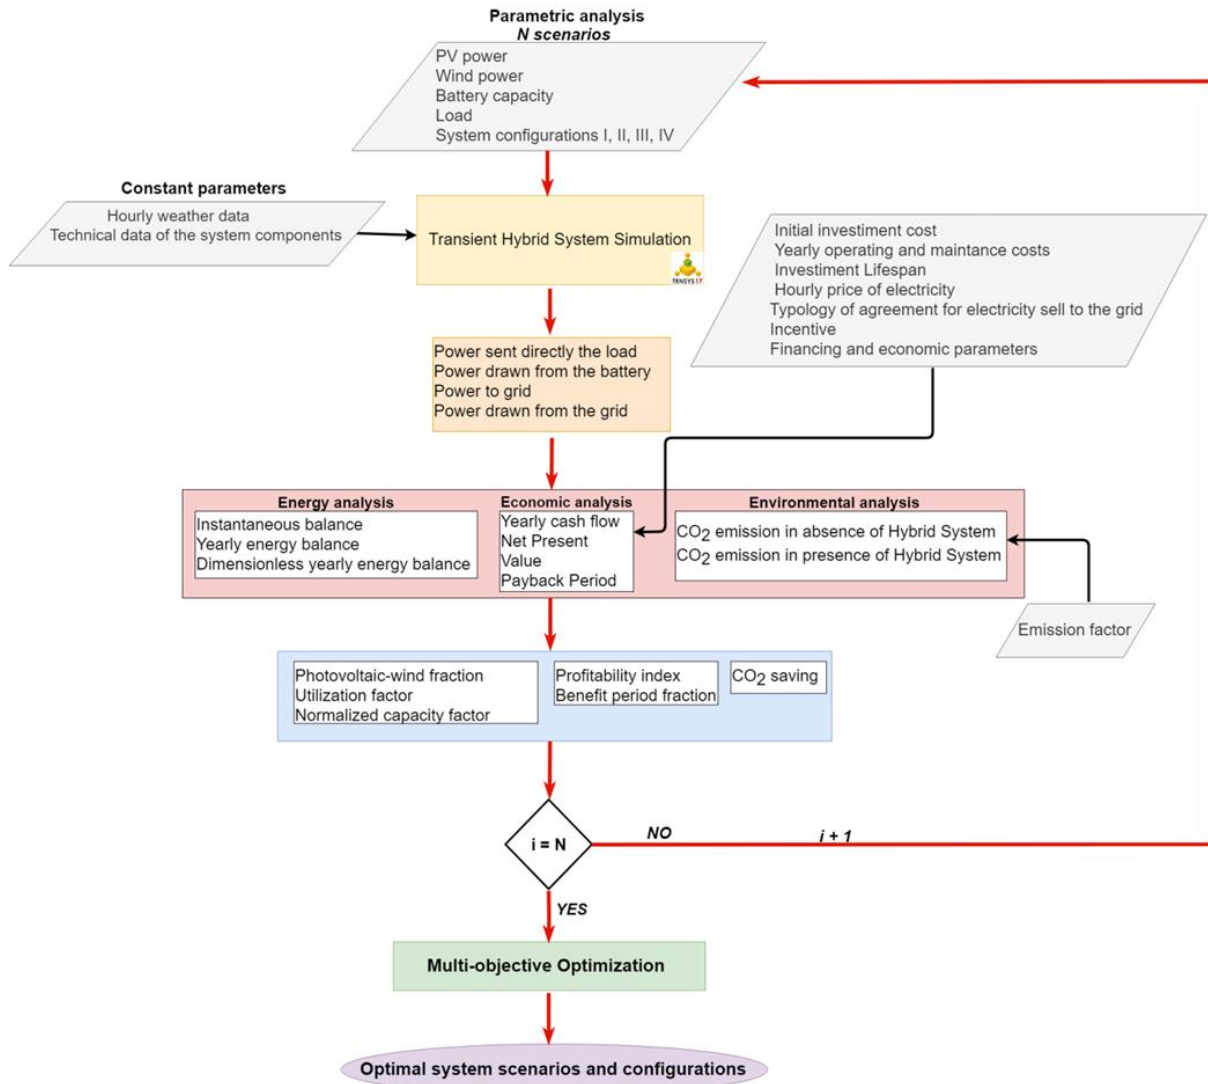 Parametric analysis
N scenarios
PV power
Wind power
Battery capacity
Load
System configurations I, II, III, IV
Constant parameters
Hourly weather data
Technical data of the system components
Transient Hybrid System Simulation
TRNSYS 17
Initial investiment cost
Yearly operating and maintance costs
Investiment Lifespan
Hourly price of electricity
Typology of agreement for electricity sell to the grid
Incentive
Financing and economic parameters
Power sent directly the load
Power drawn from the battery
Power to grid
Power drawn from the grid
Energy analysis
Instantaneous balance
Yearly energy balance
Dimensionless yearly energy balance
Economic analysis
Yearly cash flow
Net Present
Value
Payback Period
Environmental analysis
CO2 emission in absence of Hybrid System
CO2 emission in presence of Hybrid System
Emission factor
Photovoltaic-wind fraction
Utilization factor
Normalized capacity factor
Profitability index
Benefit period fraction
CO2 saving
i = N
NO
i + 1
YES
Multi-objective Optimization
Optimal system scenarios and configurations